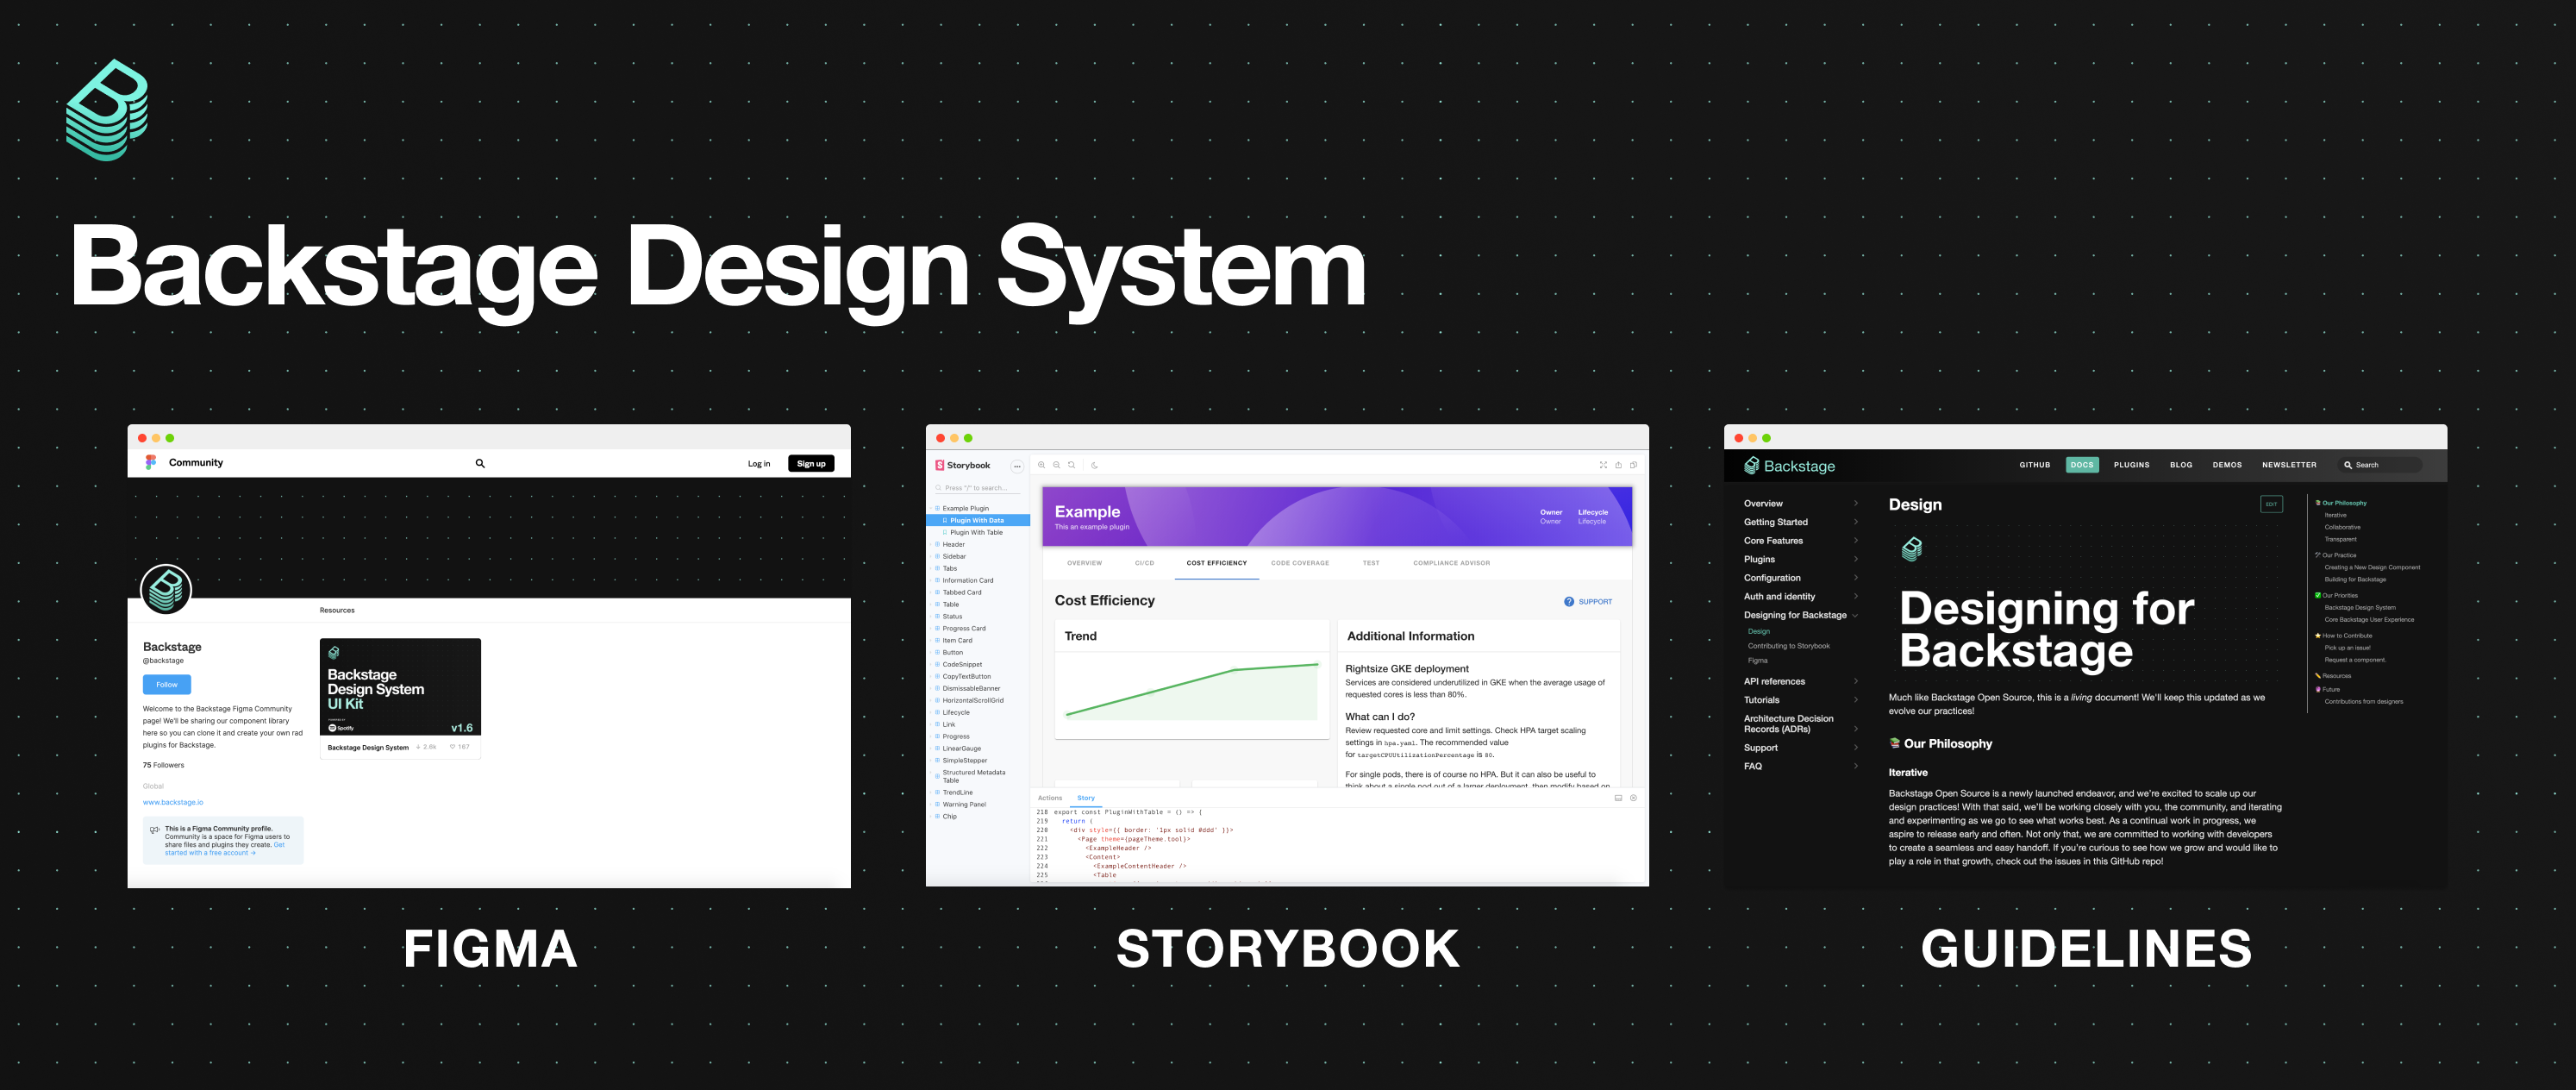 Backstage Design System
Community
Log in
Sign up
Resources
Backstage
@backstage
Follow
Welcome to the Backstage Figma Community
page! We'll be sharing our component library
here so you can clone it and create your own rad
plugins for Backstage.
75 Followers
Global
www.backstage.io
This is a Figma Community profile.
Community is a space for Figma users to
share files and plugins they create. Get
started with a free account →
Backstage
Design System
UI Kit
Spotify
v1.6
Backstage Design System
2.6k
167
FIGMA
Storybook
Press "/" to search...
Example Plugin
Plugin With Data
Plugin With Table
Header
Sidebar
Tabs
Information Card
Tabbed Card
Table
Status
Progress Card
Item Card
Button
CodeSnippet
CopyTextButton
DismissableBanner
HorizontalScrollGrid
Lifecycle
Link
Progress
LinearGauge
SimpleStepper
Structured Metadata
Table
TrendLine
Warning Panel
Chip
Example
This an example plugin
Owner
Owner
Lifecycle
Lifecycle
OVERVIEW
CI/CD
COST EFFICIENCY
CODE COVERAGE
TEST
COMPLIANCE ADVISOR
Cost Efficiency
SUPPORT
Trend
Additional Information
Rightsize GKE deployment
Services are considered underutilized in GKE when the average usage of
requested cores is less than 80%.
What can I do?
Review requested core and limit settings. Check HPA target scaling
settings in hpa.yaml. The recommended value
for targetCPUUtilizationPercentage is 80.
For single pods, there is of course no HPA. But it can also be useful to
think about a single pod out of a larger deployment, then modify based on
Actions
Story
218 export const PluginWithTable = () => {
219 return (
220 <div style={{ border: '1px solid #ddd' }}>
221 <Page theme={pageTheme.tool}>
222 <ExampleHeader />
223 <Content>
224 <ExampleContentHeader />
225 <Table
STORYBOOK
Backstage
GITHUB
DOCS
PLUGINS
BLOG
DEMOS
NEWSLETTER
Search
Overview
Getting Started
Core Features
Plugins
Configuration
Auth and identity
Designing for Backstage
Design
Contributing to Storybook
Figma
API references
Tutorials
Architecture Decision
Records (ADRs)
Support
FAQ
Design
EDIT
Designing for
Backstage
Much like Backstage Open Source, this is a living document! We'll keep this updated as we
evolve our practices!
Our Philosophy
Iterative
Backstage Open Source is a newly launched endeavor, and we're excited to scale up our
design practices! With that said, we'll be working closely with you, the community, and iterating
and experimenting as we go to see what works best. As a continual work in progress, we
aspire to release early and often. Not only that, we are committed to working with developers
to create a seamless and easy handoff. If you're curious to see how we grow and would like to
play a role in that growth, check out the issues in this GitHub repo!
Our Philosophy
Iterative
Collaborative
Transparent
Our Practice
Creating a New Design Component
Building for Backstage
Our Priorities
Backstage Design System
Core Backstage User Experience
How to Contribute
Pick up an issue!
Request a component.
Resources
Future
Contributions from designers
GUIDELINES